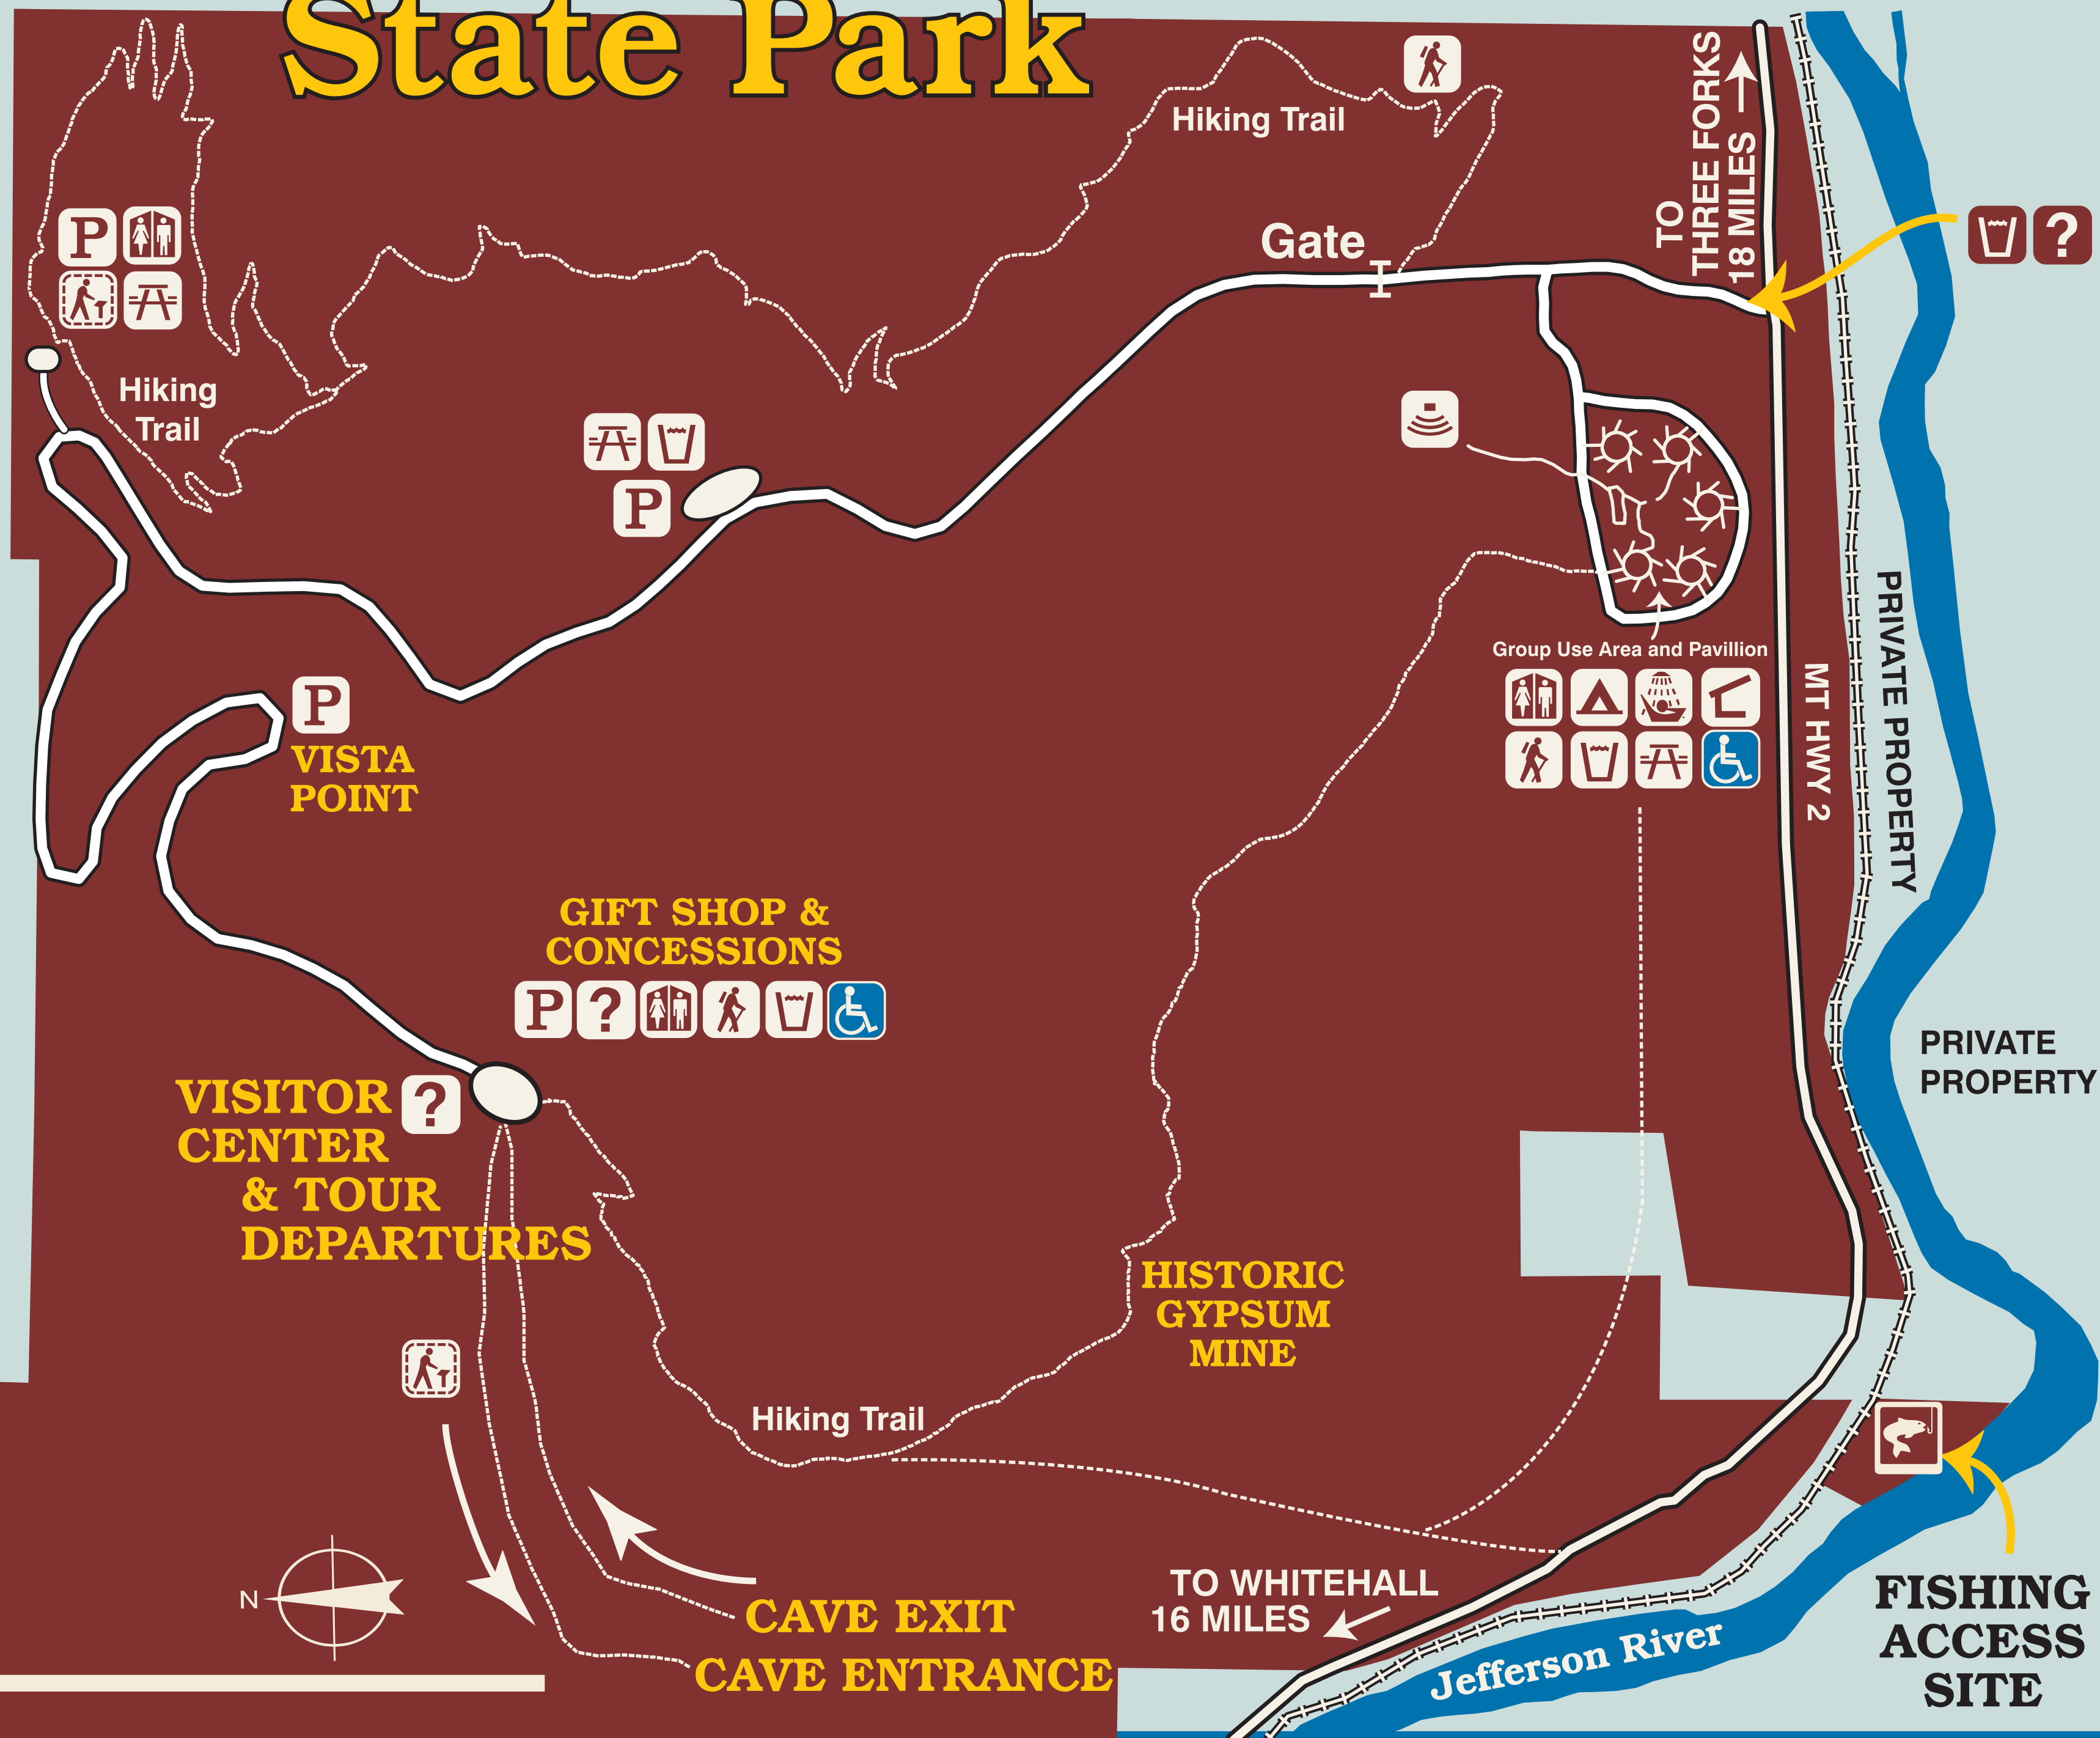 State Park
Hiking Trail
TO
THREE FORKS
18 MILES
Gate
P
?
Hiking
Trail
P
Group Use Area and Pavillion
MT HWY 2
PRIVATE PROPERTY
P
VISTA
POINT
GIFT SHOP &
CONCESSIONS
P ?
PRIVATE
PROPERTY
VISITOR
CENTER
& TOUR
DEPARTURES
?
HISTORIC
GYPSUM
MINE
Hiking Trail
N
CAVE EXIT
CAVE ENTRANCE
TO WHITEHALL
16 MILES
Jefferson River
FISHING
ACCESS
SITE